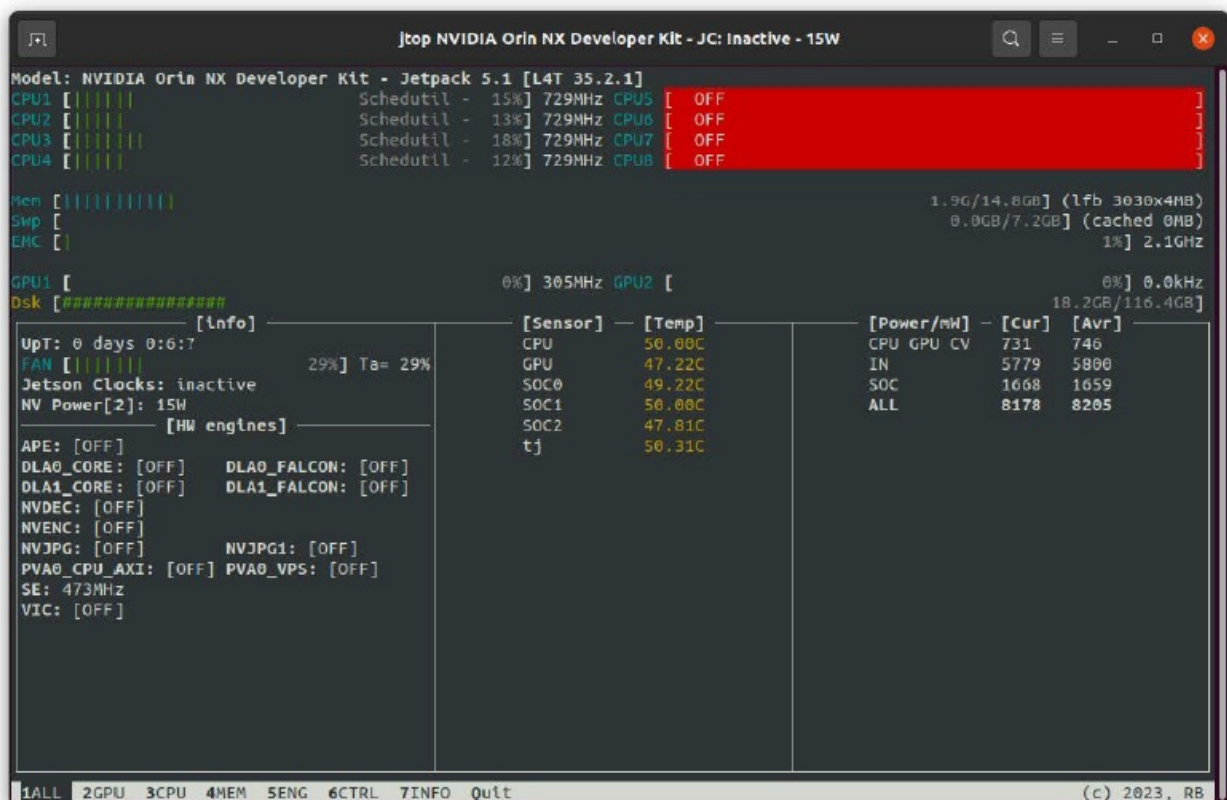 jtop NVIDIA Orin NX Developer Kit - JC: Inactive - 15W
Model: NVIDIA Orin NX Developer Kit - Jetpack 5.1 [L4T 35.2.1]
CPU1 [|||||| Schedutil - 15%] 729MHz CPU5 [ OFF ]
CPU2 [||||| Schedutil - 13%] 729MHz CPU6 [ OFF ]
CPU3 [||||||| Schedutil - 18%] 729MHz CPU7 [ OFF ]
CPU4 [||||| Schedutil - 12%] 729MHz CPU8 [ OFF ]
Mem [||||||||||| 1.9G/14.8GB] (lfb 3030x4MB)
Swp [ 0.0GB/7.2GB] (cached 0MB)
EMC [| 1%] 2.1GHz
GPU1 [ 0%] 305MHz GPU2 [ 0%] 0.0kHz
Dsk [################ 18.2GB/116.4GB]
[info] [Sensor] [Temp] [Power/mW] [Cur] [Avr]
UpT: 0 days 0:6:7 CPU 50.00C CPU GPU CV 731 746
FAN [||||||| 29%] Ta= 29% GPU 47.22C IN 5779 5800
Jetson Clocks: inactive SOC0 49.22C SOC 1668 1659
NV Power[2]: 15W SOC1 50.00C ALL 8178 8205
[HW engines] SOC2 47.81C
APE: [OFF] tj 50.31C
DLA0_CORE: [OFF] DLA0_FALCON: [OFF]
DLA1_CORE: [OFF] DLA1_FALCON: [OFF]
NVDEC: [OFF]
NVENC: [OFF]
NVJPG: [OFF] NVJPG1: [OFF]
PVA0_CPU_AXI: [OFF] PVA0_VPS: [OFF]
SE: 473MHz
VIC: [OFF]
1ALL 2GPU 3CPU 4MEM 5ENG 6CTRL 7INFO Quit (c) 2023, RB